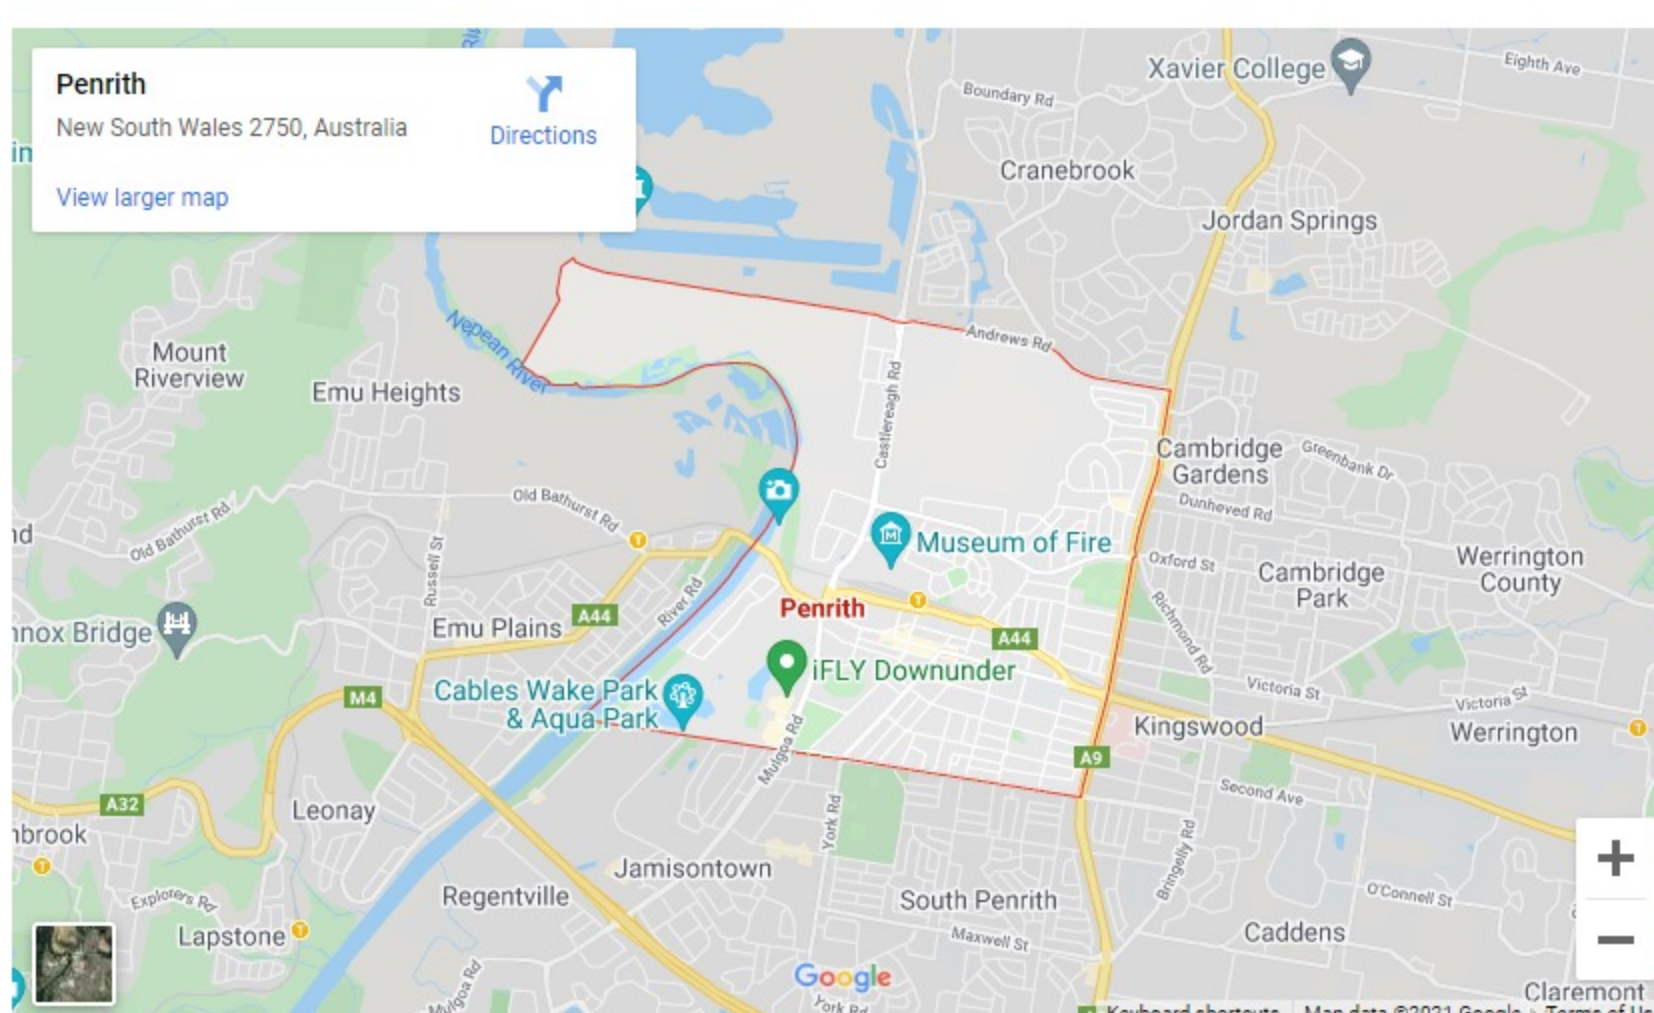 Penrith
New South Wales 2750, Australia
Directions
View larger map
Xavier College
Eighth Ave
Boundary Rd
Cranebrook
Jordan Springs
Nepean River
Andrews Rd
Mount
Riverview
Emu Heights
Castlereagh Rd
Cambridge
Gardens
Greenbank Dr
Dunheved Rd
Old Bathurst Rd
Old Bathurst Rd
Russell St
Museum of Fire
Oxford St
Cambridge
Park
Werrington
County
River Rd
Penrith
A44
Emu Plains
A44
Richmond Rd
nnox Bridge
iFLY Downunder
Cables Wake Park
& Aqua Park
M4
Victoria St
Victoria St
Kingswood
Werrington
Mulgoa Rd
A9
A32
Leonay
York Rd
Second Ave
nbrook
Bringelly Rd
Jamisontown
Regentville
South Penrith
O'Connell St
Explorers Rd
Lapstone
Maxwell St
Caddens
Google
Mulgoa Rd
York Rd
Claremont
Keyboard shortcuts
Map data ©2021 Google
Terms of Us